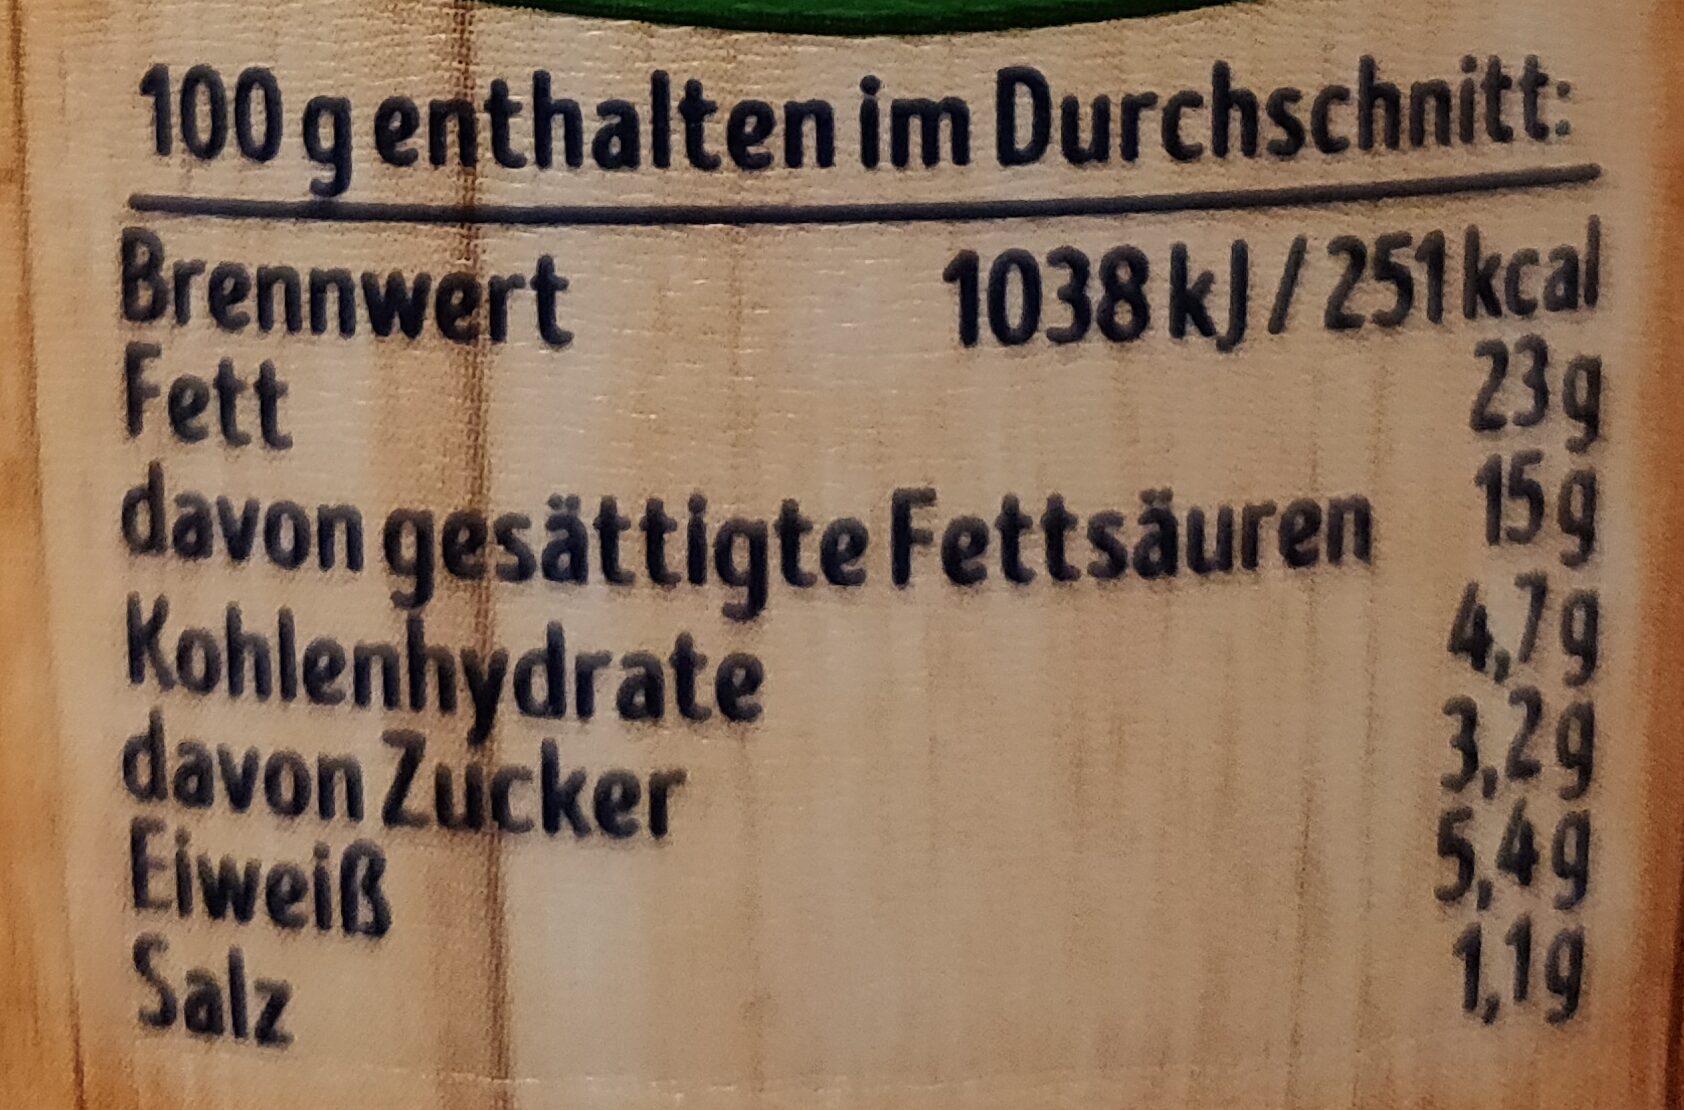 100 g enthalten im Durchschnitt:
Brennwert 1038 kJ / 251 kcal
Fett 23 g
davon gesättigte Fettsäuren 15 g
Kohlenhydrate 4,7 g
davon Zucker 3,2 g
Eiweiß 5,4 g
Salz 1,1 g